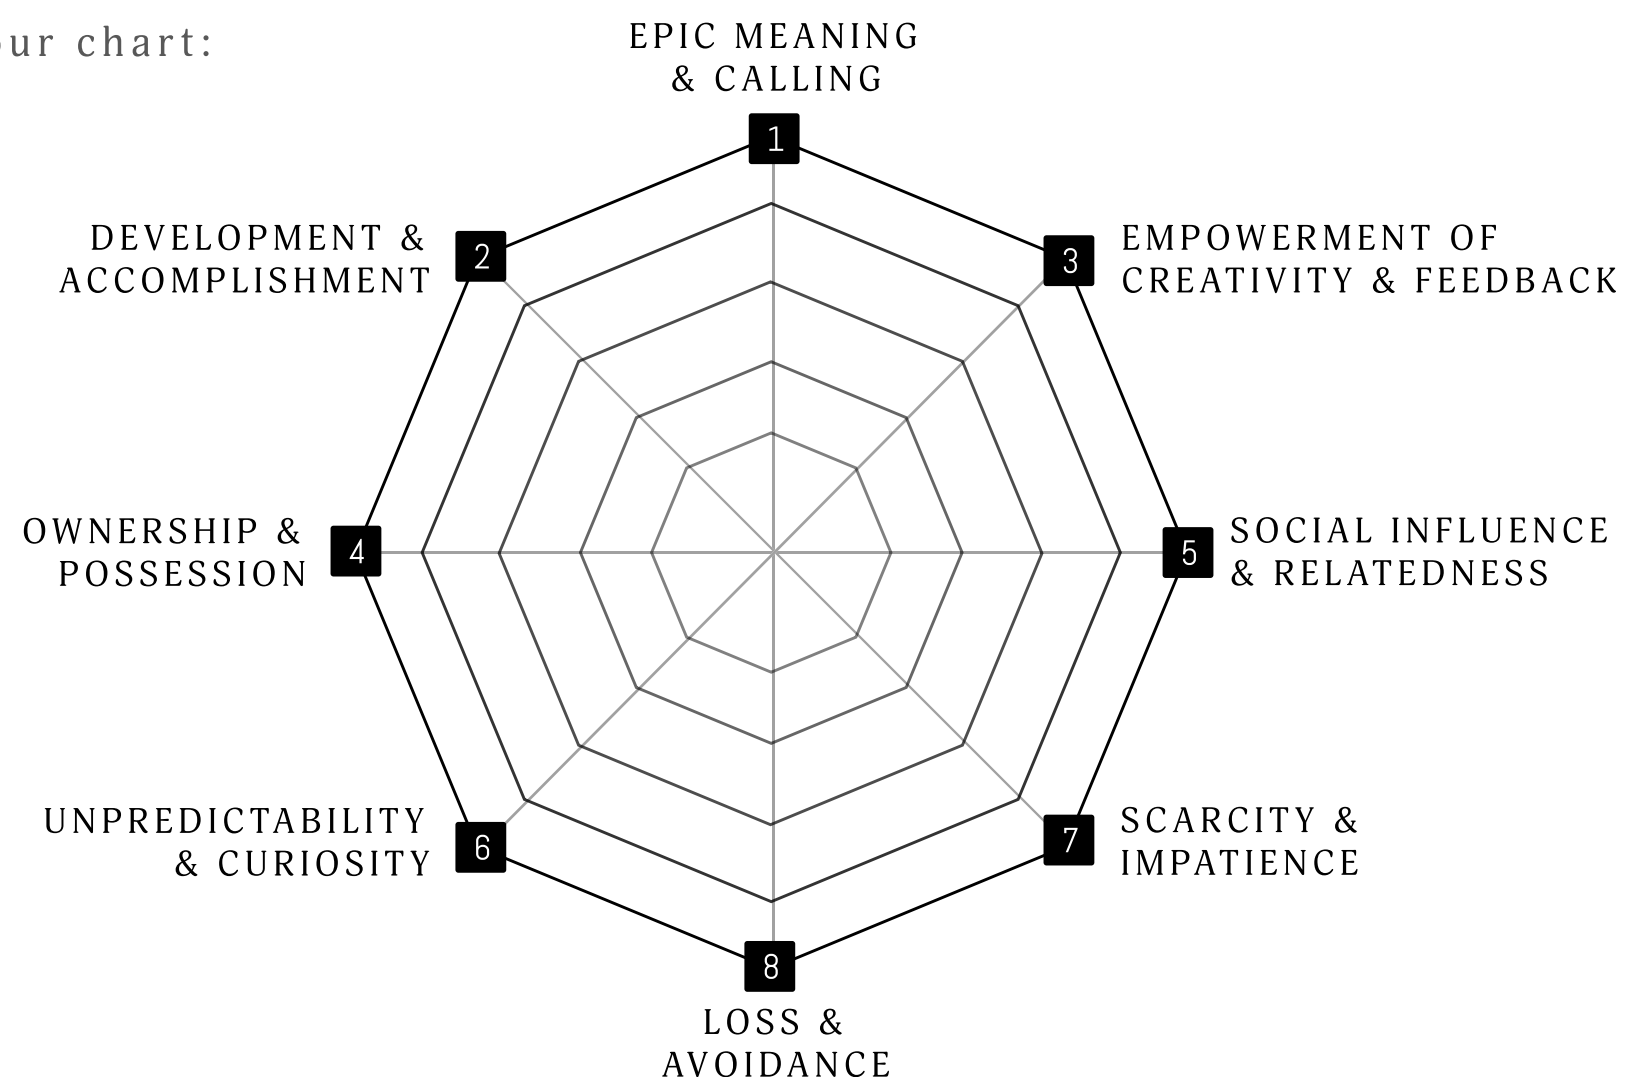 chart:
EPIC MEANING
& CALLING
1
DEVELOPMENT &
ACCOMPLISHMENT
2
3
EMPOWERMENT OF
CREATIVITY & FEEDBACK
OWNERSHIP &
POSSESSION
4
5
SOCIAL INFLUENCE
& RELATEDNESS
UNPREDICTABILITY
& CURIOSITY
6
7
SCARCITY &
IMPATIENCE
8
LOSS &
AVOIDANCE